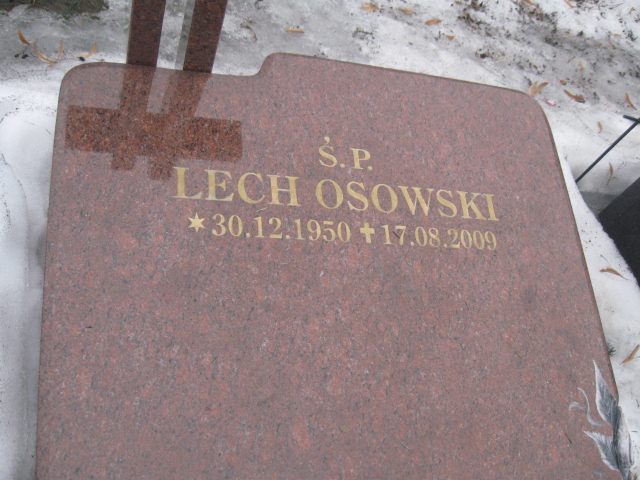 Ś.P.
LECH OSOWSKI
✶30.12.1950 ✝17.08.2009